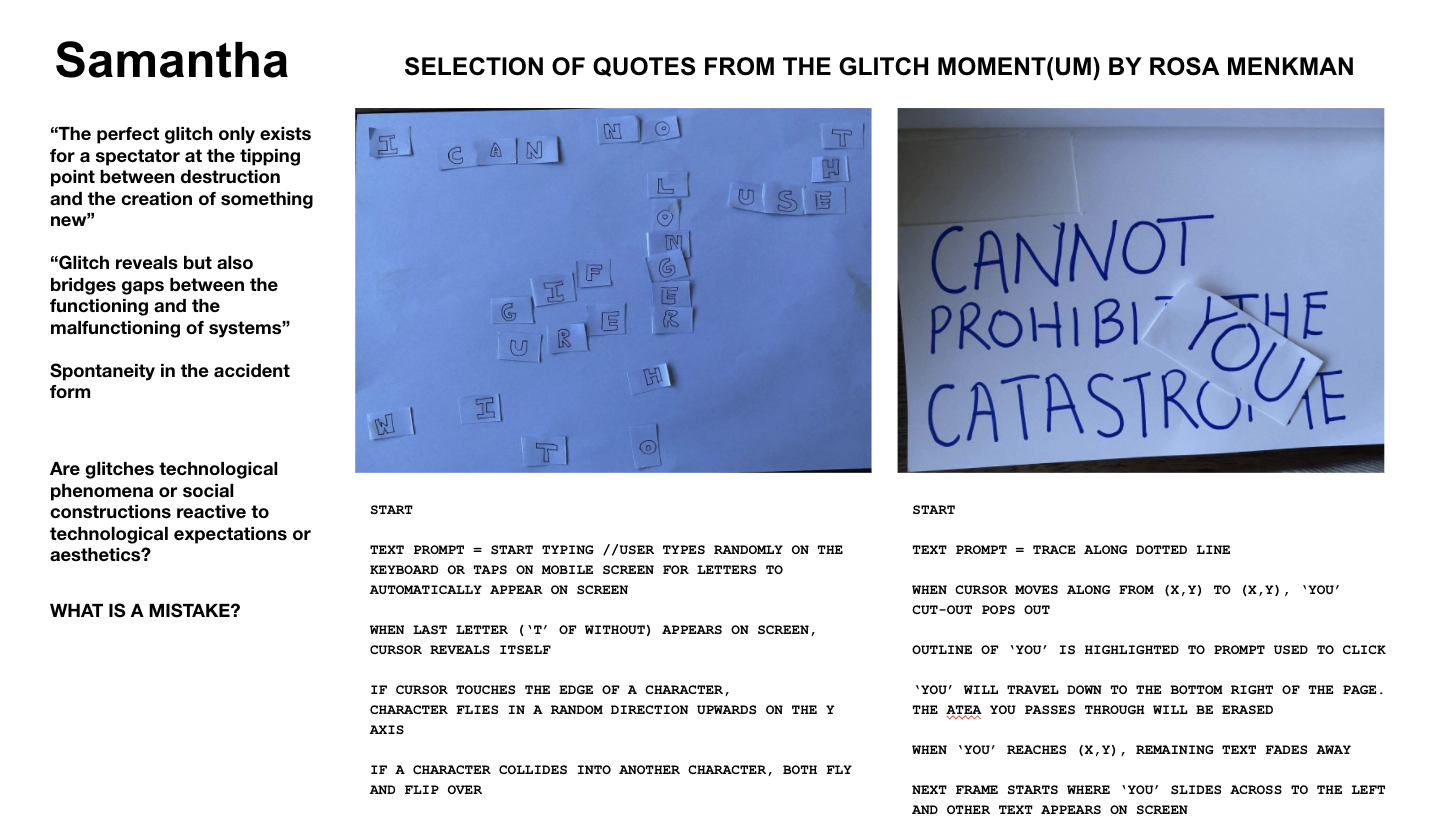 Samantha
SELECTION OF QUOTES FROM THE GLITCH MOMENT(UM) BY ROSA MENKMAN
“The perfect glitch only exists
for a spectator at the tipping
point between destruction
and the creation of something
new”
“Glitch reveals but also
bridges gaps between the
functioning and the
malfunctioning of systems”
Spontaneity in the accident
form
Are glitches technological
phenomena or social
constructions reactive to
technological expectations or
aesthetics?
WHAT IS A MISTAKE?
I CAN NO
LONGER
USE
THE
GIF
URE
WITHO
CANNOT
PROHIBIT THE
YOU
CATASTRO
START
TEXT PROMPT = START TYPING //USER TYPES RANDOMLY ON THE
KEYBOARD OR TAPS ON MOBILE SCREEN FOR LETTERS TO
AUTOMATICALLY APPEAR ON SCREEN
WHEN LAST LETTER (‘T’ OF WITHOUT) APPEARS ON SCREEN,
CURSOR REVEALS ITSELF
IF CURSOR TOUCHES THE EDGE OF A CHARACTER,
CHARACTER FLIES IN A RANDOM DIRECTION UPWARDS ON THE Y
AXIS
IF A CHARACTER COLLIDES INTO ANOTHER CHARACTER, BOTH FLY
AND FLIP OVER
START
TEXT PROMPT = TRACE ALONG DOTTED LINE
WHEN CURSOR MOVES ALONG FROM (X,Y) TO (X,Y), ‘YOU’
CUT-OUT POPS OUT
OUTLINE OF ‘YOU’ IS HIGHLIGHTED TO PROMPT USED TO CLICK
‘YOU’ WILL TRAVEL DOWN TO THE BOTTOM RIGHT OF THE PAGE.
THE ATEA YOU PASSES THROUGH WILL BE ERASED
WHEN ‘YOU’ REACHES (X,Y), REMAINING TEXT FADES AWAY
NEXT FRAME STARTS WHERE ‘YOU’ SLIDES ACROSS TO THE LEFT
AND OTHER TEXT APPEARS ON SCREEN